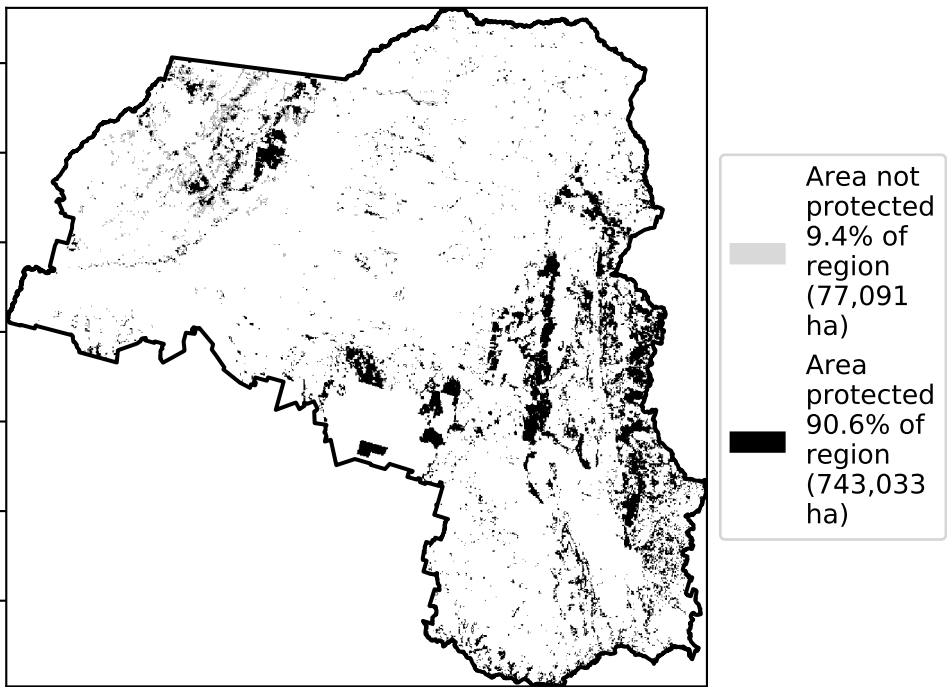 Area not
protected
9.4% of
region
(77,091
ha)
Area
protected
90.6% of
region
(743,033
ha)